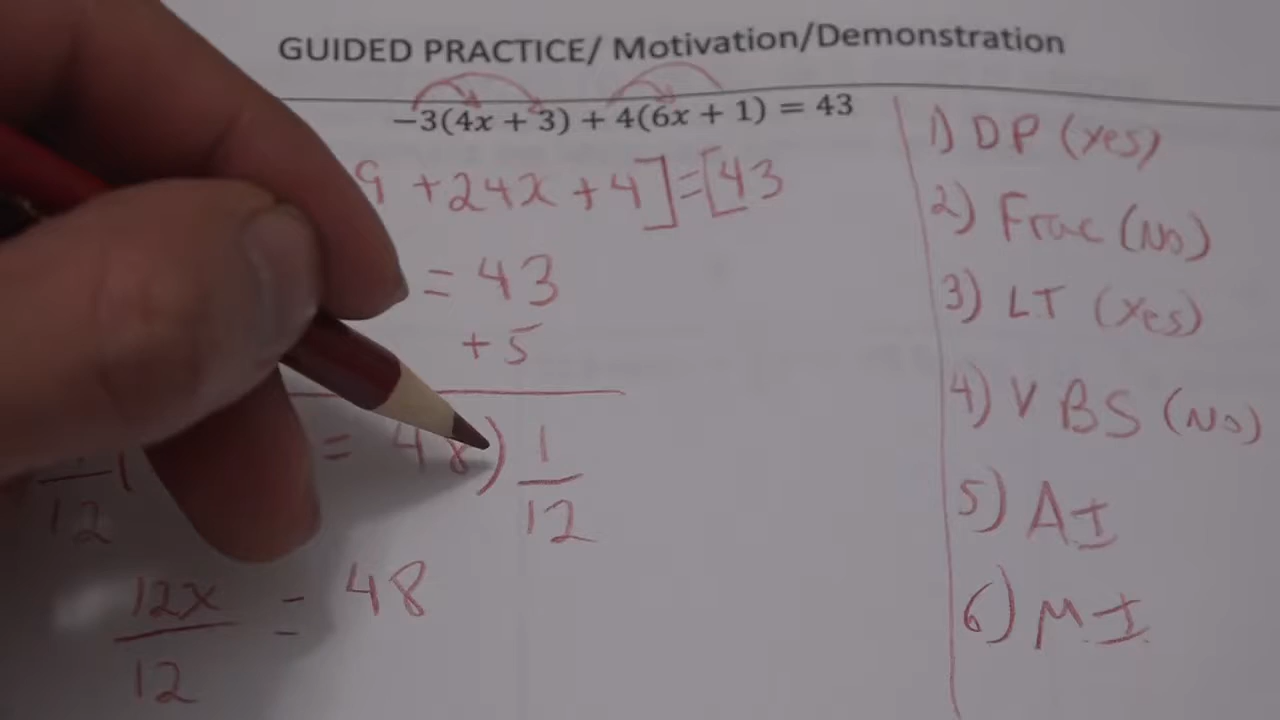 GUIDED PRACTICE/ Motivation/Demonstration
−3(4x + 3) + 4(6x + 1) = 43
9 + 24x + 4] = [43
= 43
+ 5
= 48) 1/12
12
12x/12 = 48
1) DP (Yes)
2) Frac (No)
3) LT (Yes)
4) V BS (No)
5) AI
6) MI